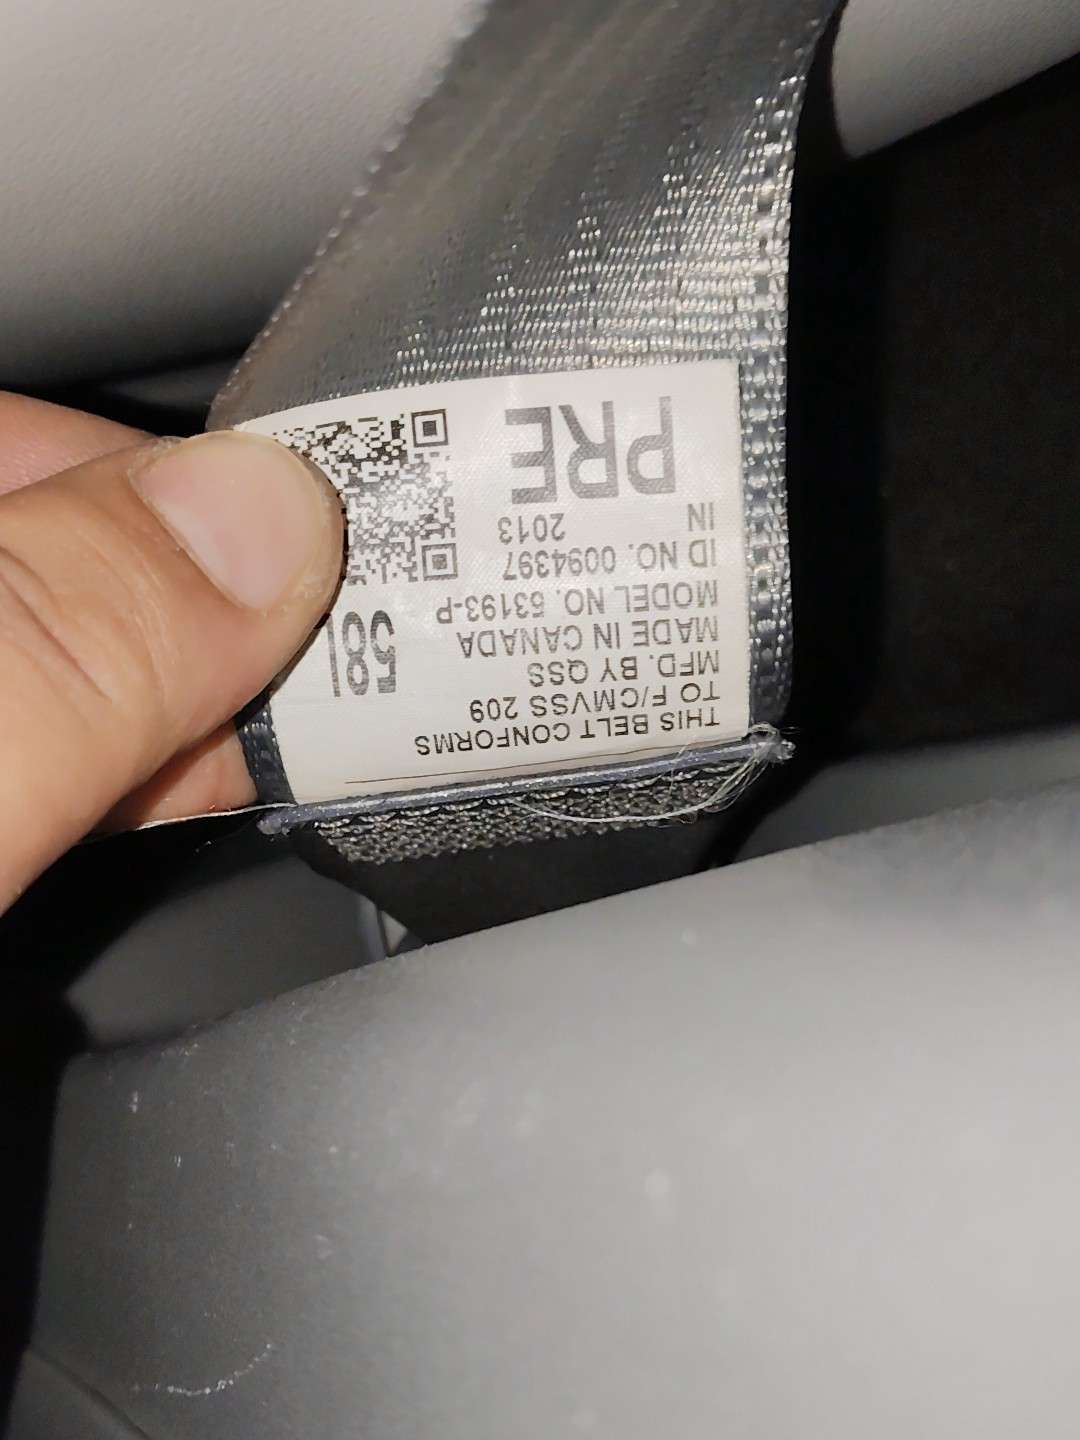 THIS BELT CONFORMS
TO F/CMVSS 209
MFD. BY QSS
MADE IN CANADA
MODEL NO. 53193-P
ID NO. 0094397
IN 2013
PRE